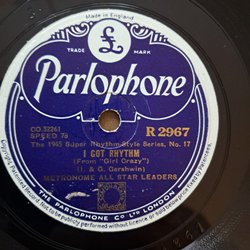 Made in England
£
TRADE MARK
Parlophone
CO.32261
SPEED 78
R 2967
The 1945 Super Rhythm-Style Series, No. 17
I GOT RHYTHM
(From "Girl Crazy")
(I. & G. Gershwin)
METRONOME ALL STAR LEADERS
THE PARLOPHONE CO LTD LONDON